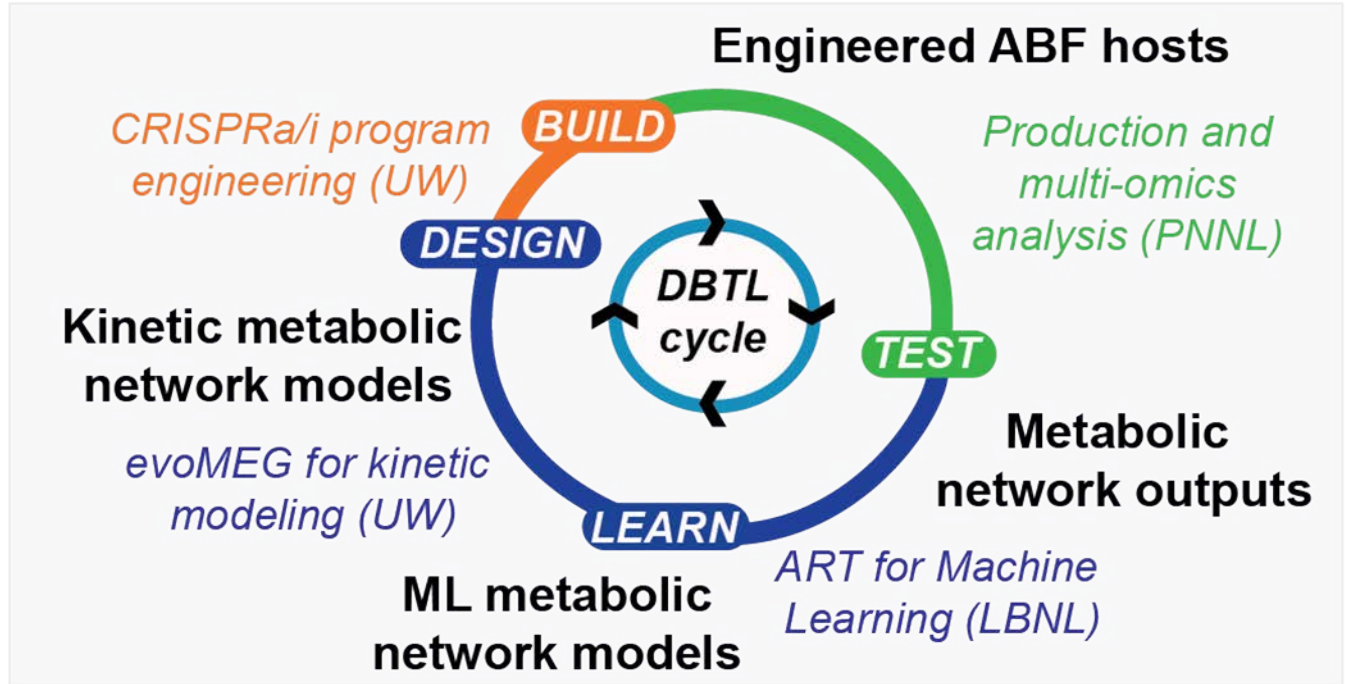 Engineered ABF hosts
CRISPRa/i program
engineering (UW)
BUILD
Production and
multi-omics
analysis (PNNL)
DESIGN
DBTL
cycle
Kinetic metabolic
network models
TEST
evoMEG for kinetic
modeling (UW)
Metabolic
network outputs
LEARN
ART for Machine
Learning (LBNL)
ML metabolic
network models